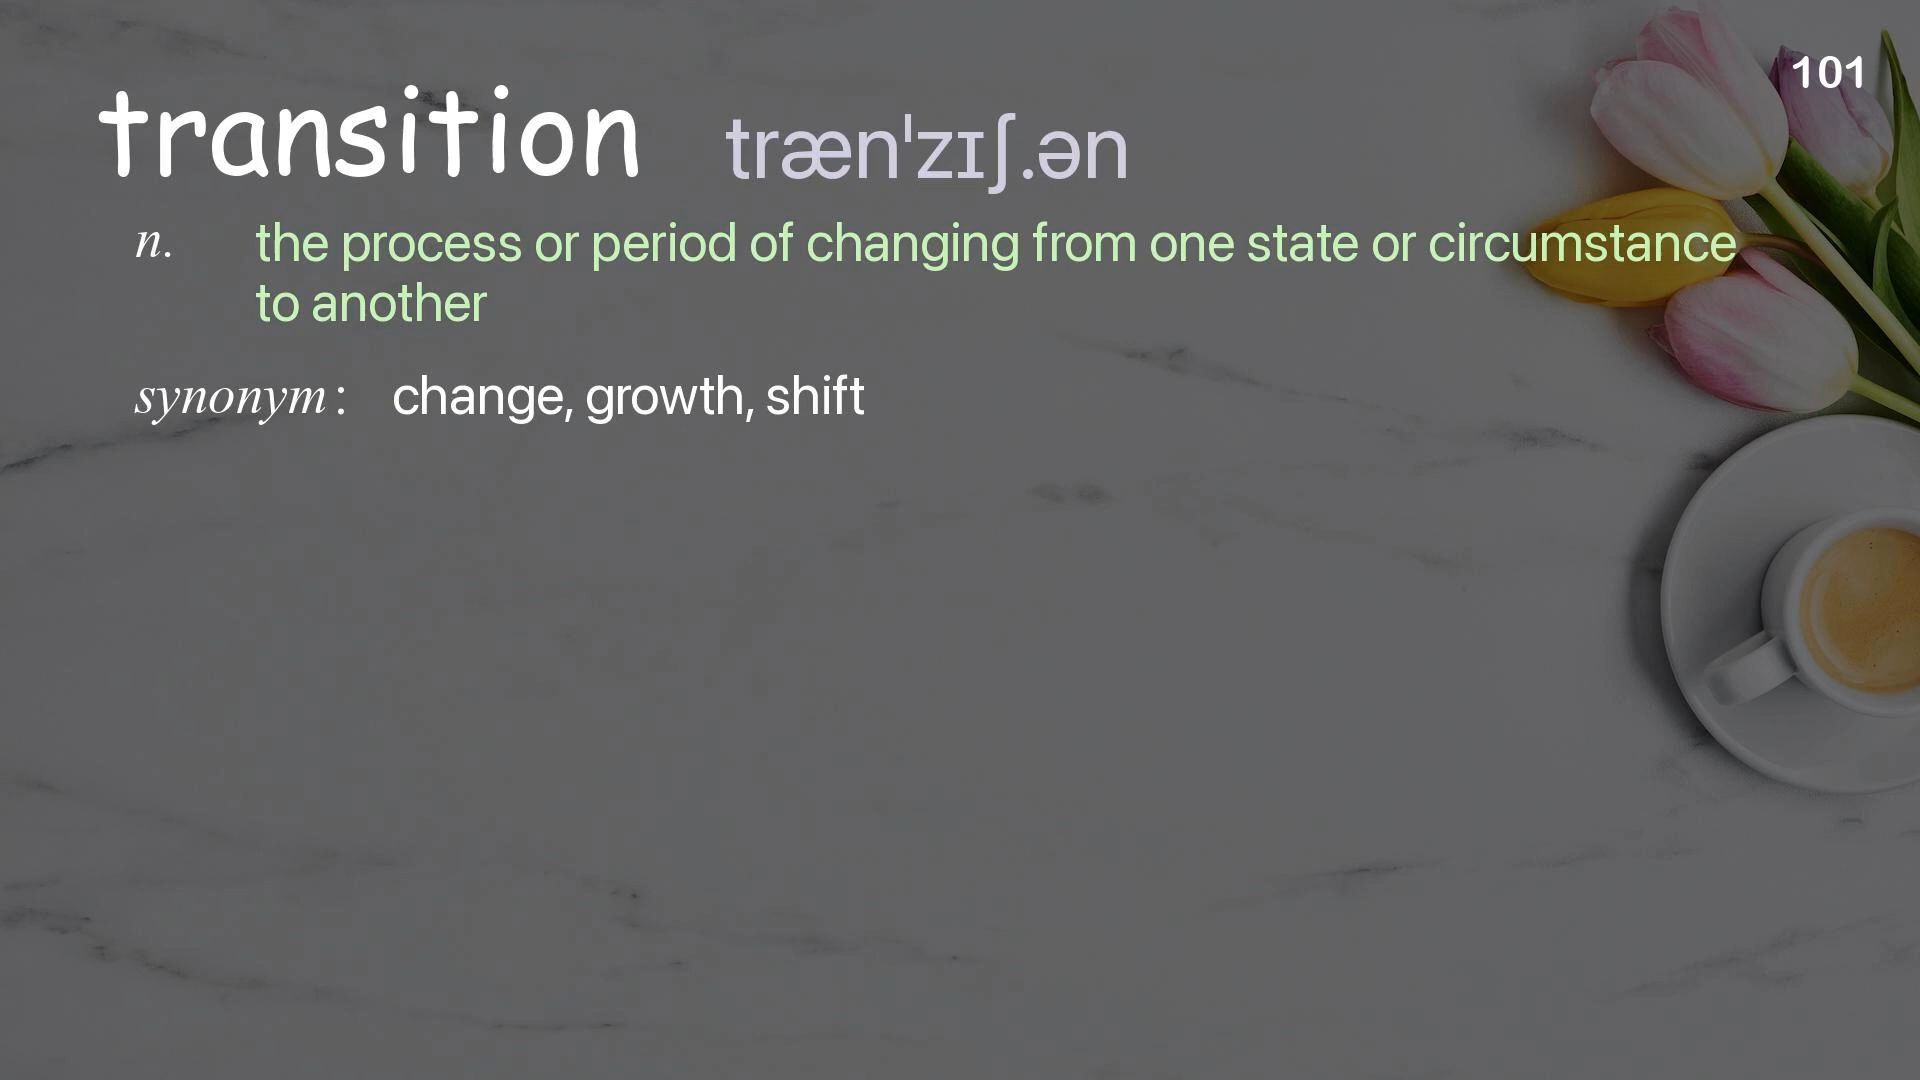 101
transition trænˈzɪʃ.ən
n. the process or period of changing from one state or circumstance
to another
synonym: change, growth, shift